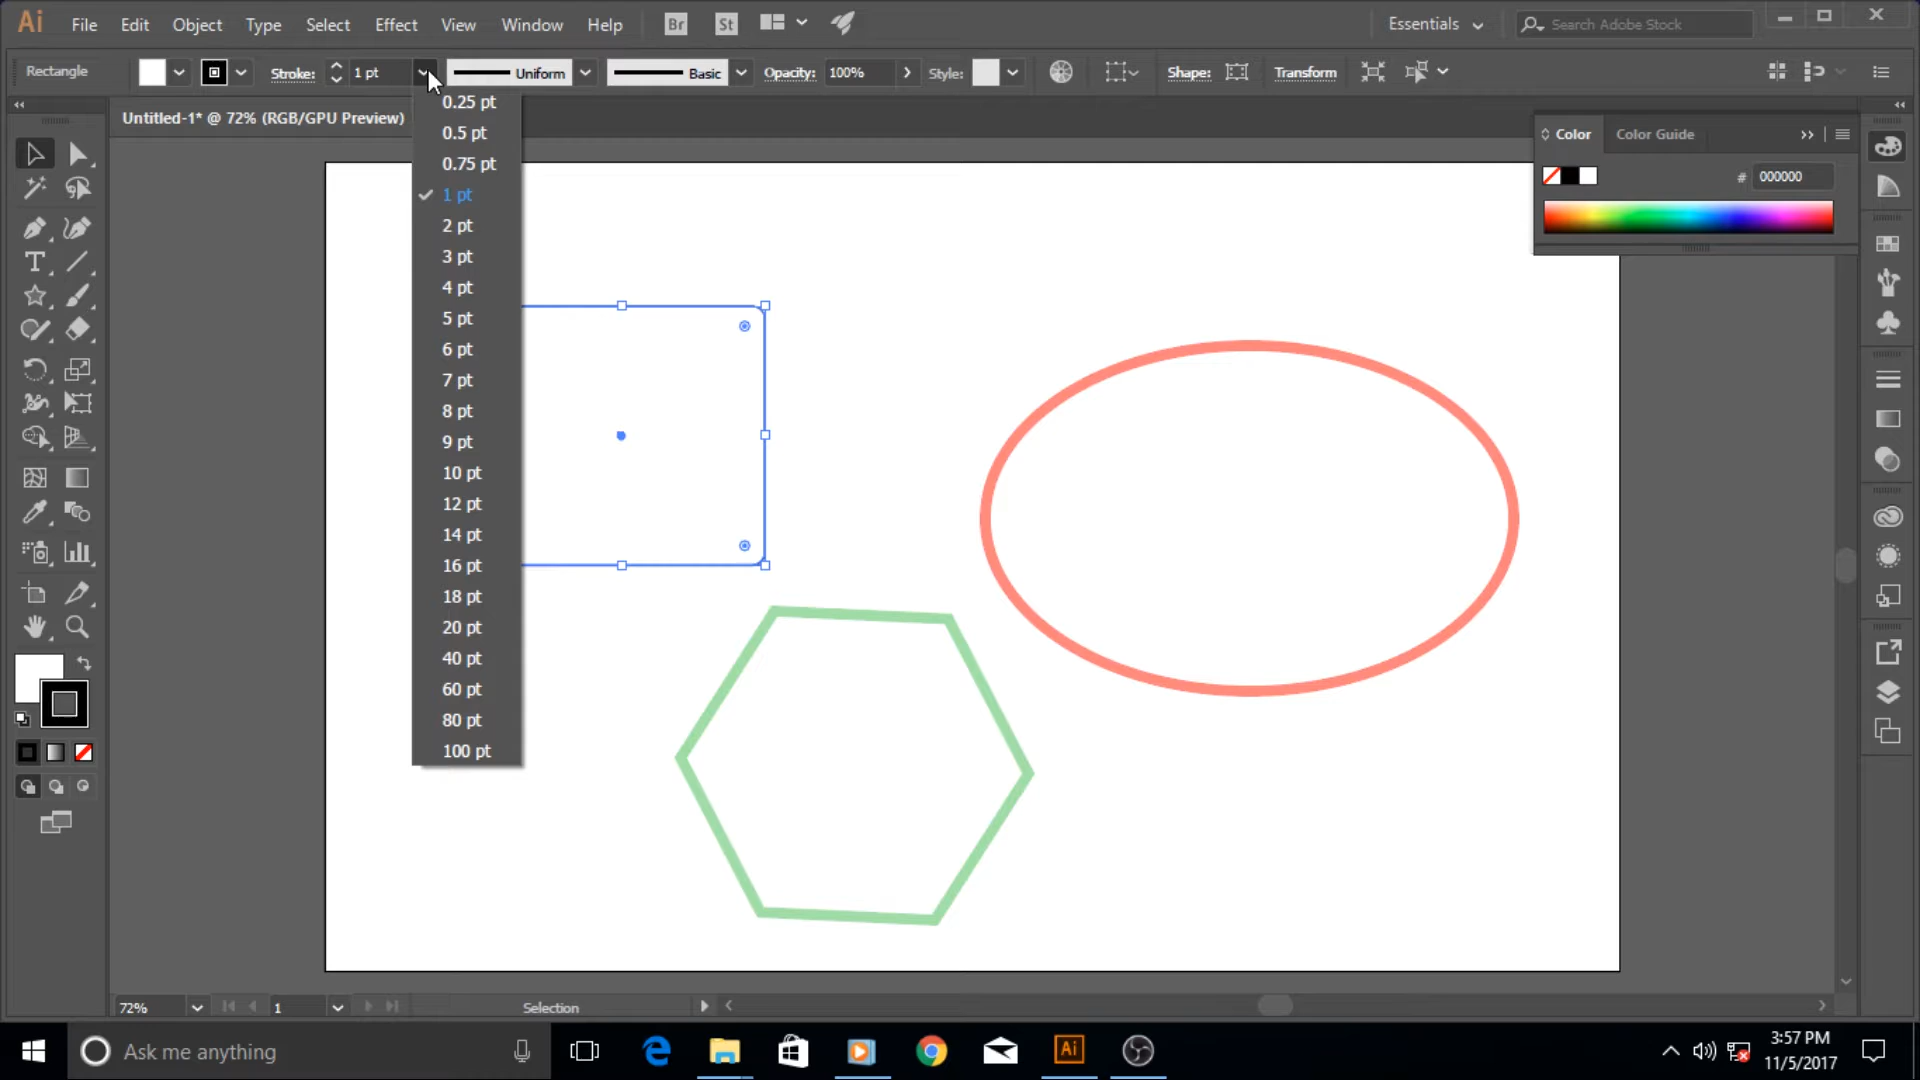 Ai File Edit Object Type Select Effect View Window Help Br St Essentials Search Adobe Stock
Rectangle Stroke: 1 pt Uniform Basic Opacity: 100% Style: Shape: Transform
Untitled-1* @ 72% (RGB/GPU Preview)
0.25 pt
0.5 pt
0.75 pt
1 pt
2 pt
3 pt
4 pt
5 pt
6 pt
7 pt
8 pt
9 pt
10 pt
12 pt
14 pt
16 pt
18 pt
20 pt
40 pt
60 pt
80 pt
100 pt
Color Color Guide
# 000000
72% 1 Selection
Ask me anything
Ai
3:57 PM
11/5/2017